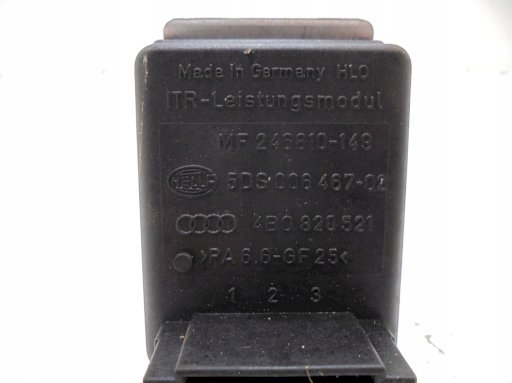 Made in Germany HLO
ITR-Leistungsmodul
MF 246810-149
HELLA 5DS 006 467-02
4B0 820 521
>PA 6.6-GF 25<
1 2 3